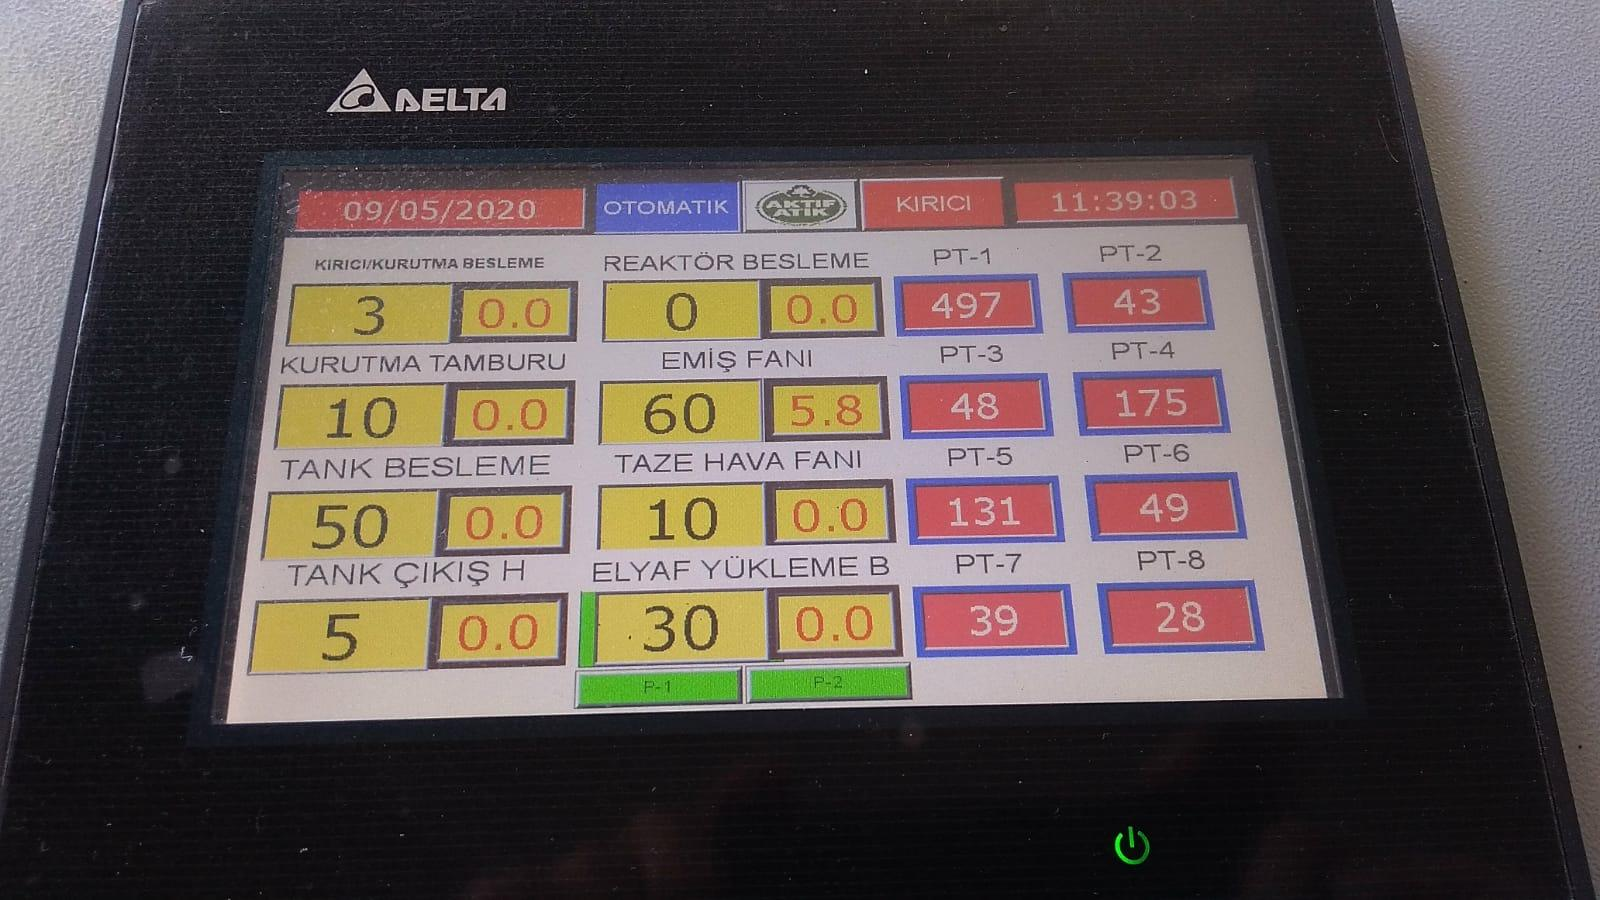 DELTA
09/05/2020 OTOMATIK AKTIF ATIK KIRICI 11:39:03
KIRICI/KURUTMA BESLEME REAKTÖR BESLEME PT-1 PT-2
3 0.0 0 0.0 497 43
KURUTMA TAMBURU EMİŞ FANI PT-3 PT-4
10 0.0 60 5.8 48 175
TANK BESLEME TAZE HAVA FANI PT-5 PT-6
50 0.0 10 0.0 131 49
TANK ÇIKIŞ H ELYAF YÜKLEME B PT-7 PT-8
5 0.0 30 0.0 39 28
P-1 P-2